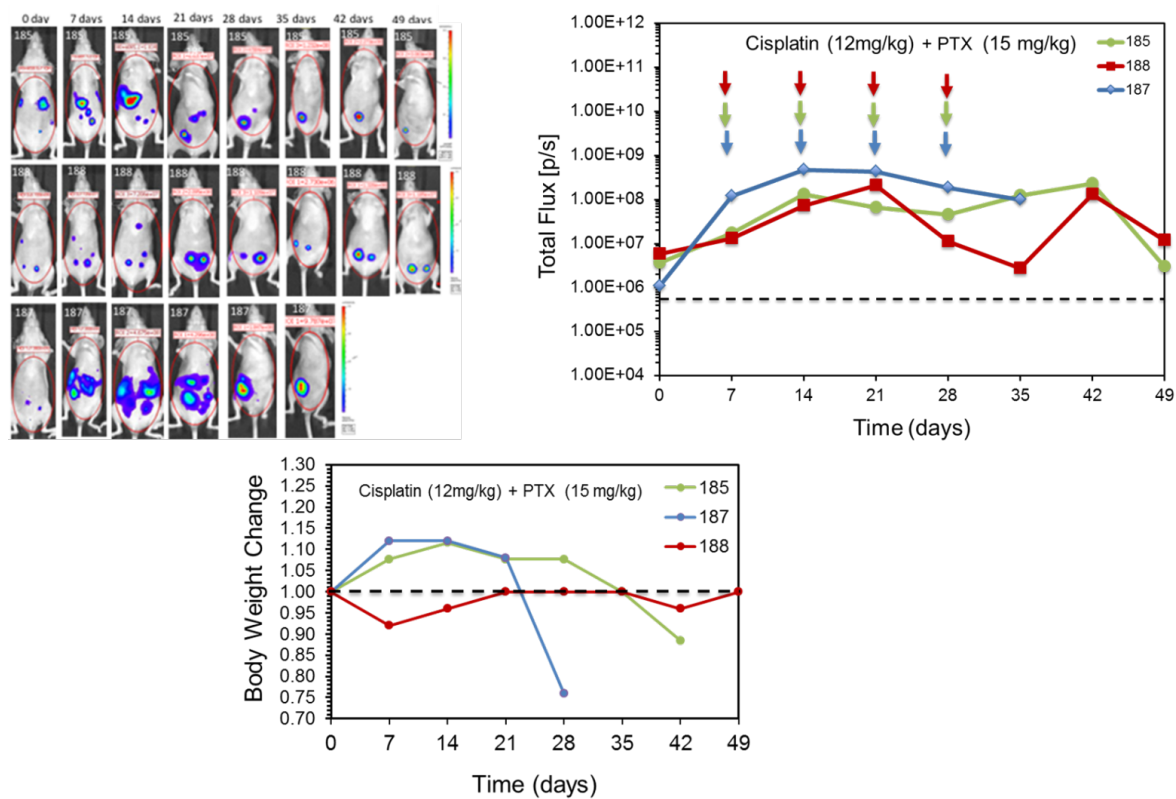 0 day 7 days 14 days 21 days 28 days 35 days 42 days 49 days
185 185 185 185 185 185 185 185
188 188 188 188 188 188 188 188
187 187 187 187 187 187
1.00E+12
1.00E+11
1.00E+10
1.00E+09
1.00E+08
1.00E+07
1.00E+06
1.00E+05
1.00E+04
Total Flux [p/s]
Cisplatin (12mg/kg) + PTX (15 mg/kg)
185
188
187
0 7 14 21 28 35 42 49
Time (days)
1.30
1.25
1.20
1.15
1.10
1.05
1.00
0.95
0.90
0.85
0.80
0.75
0.70
Body Weight Change
Cisplatin (12mg/kg) + PTX (15 mg/kg)
185
187
188
0 7 14 21 28 35 42 49
Time (days)